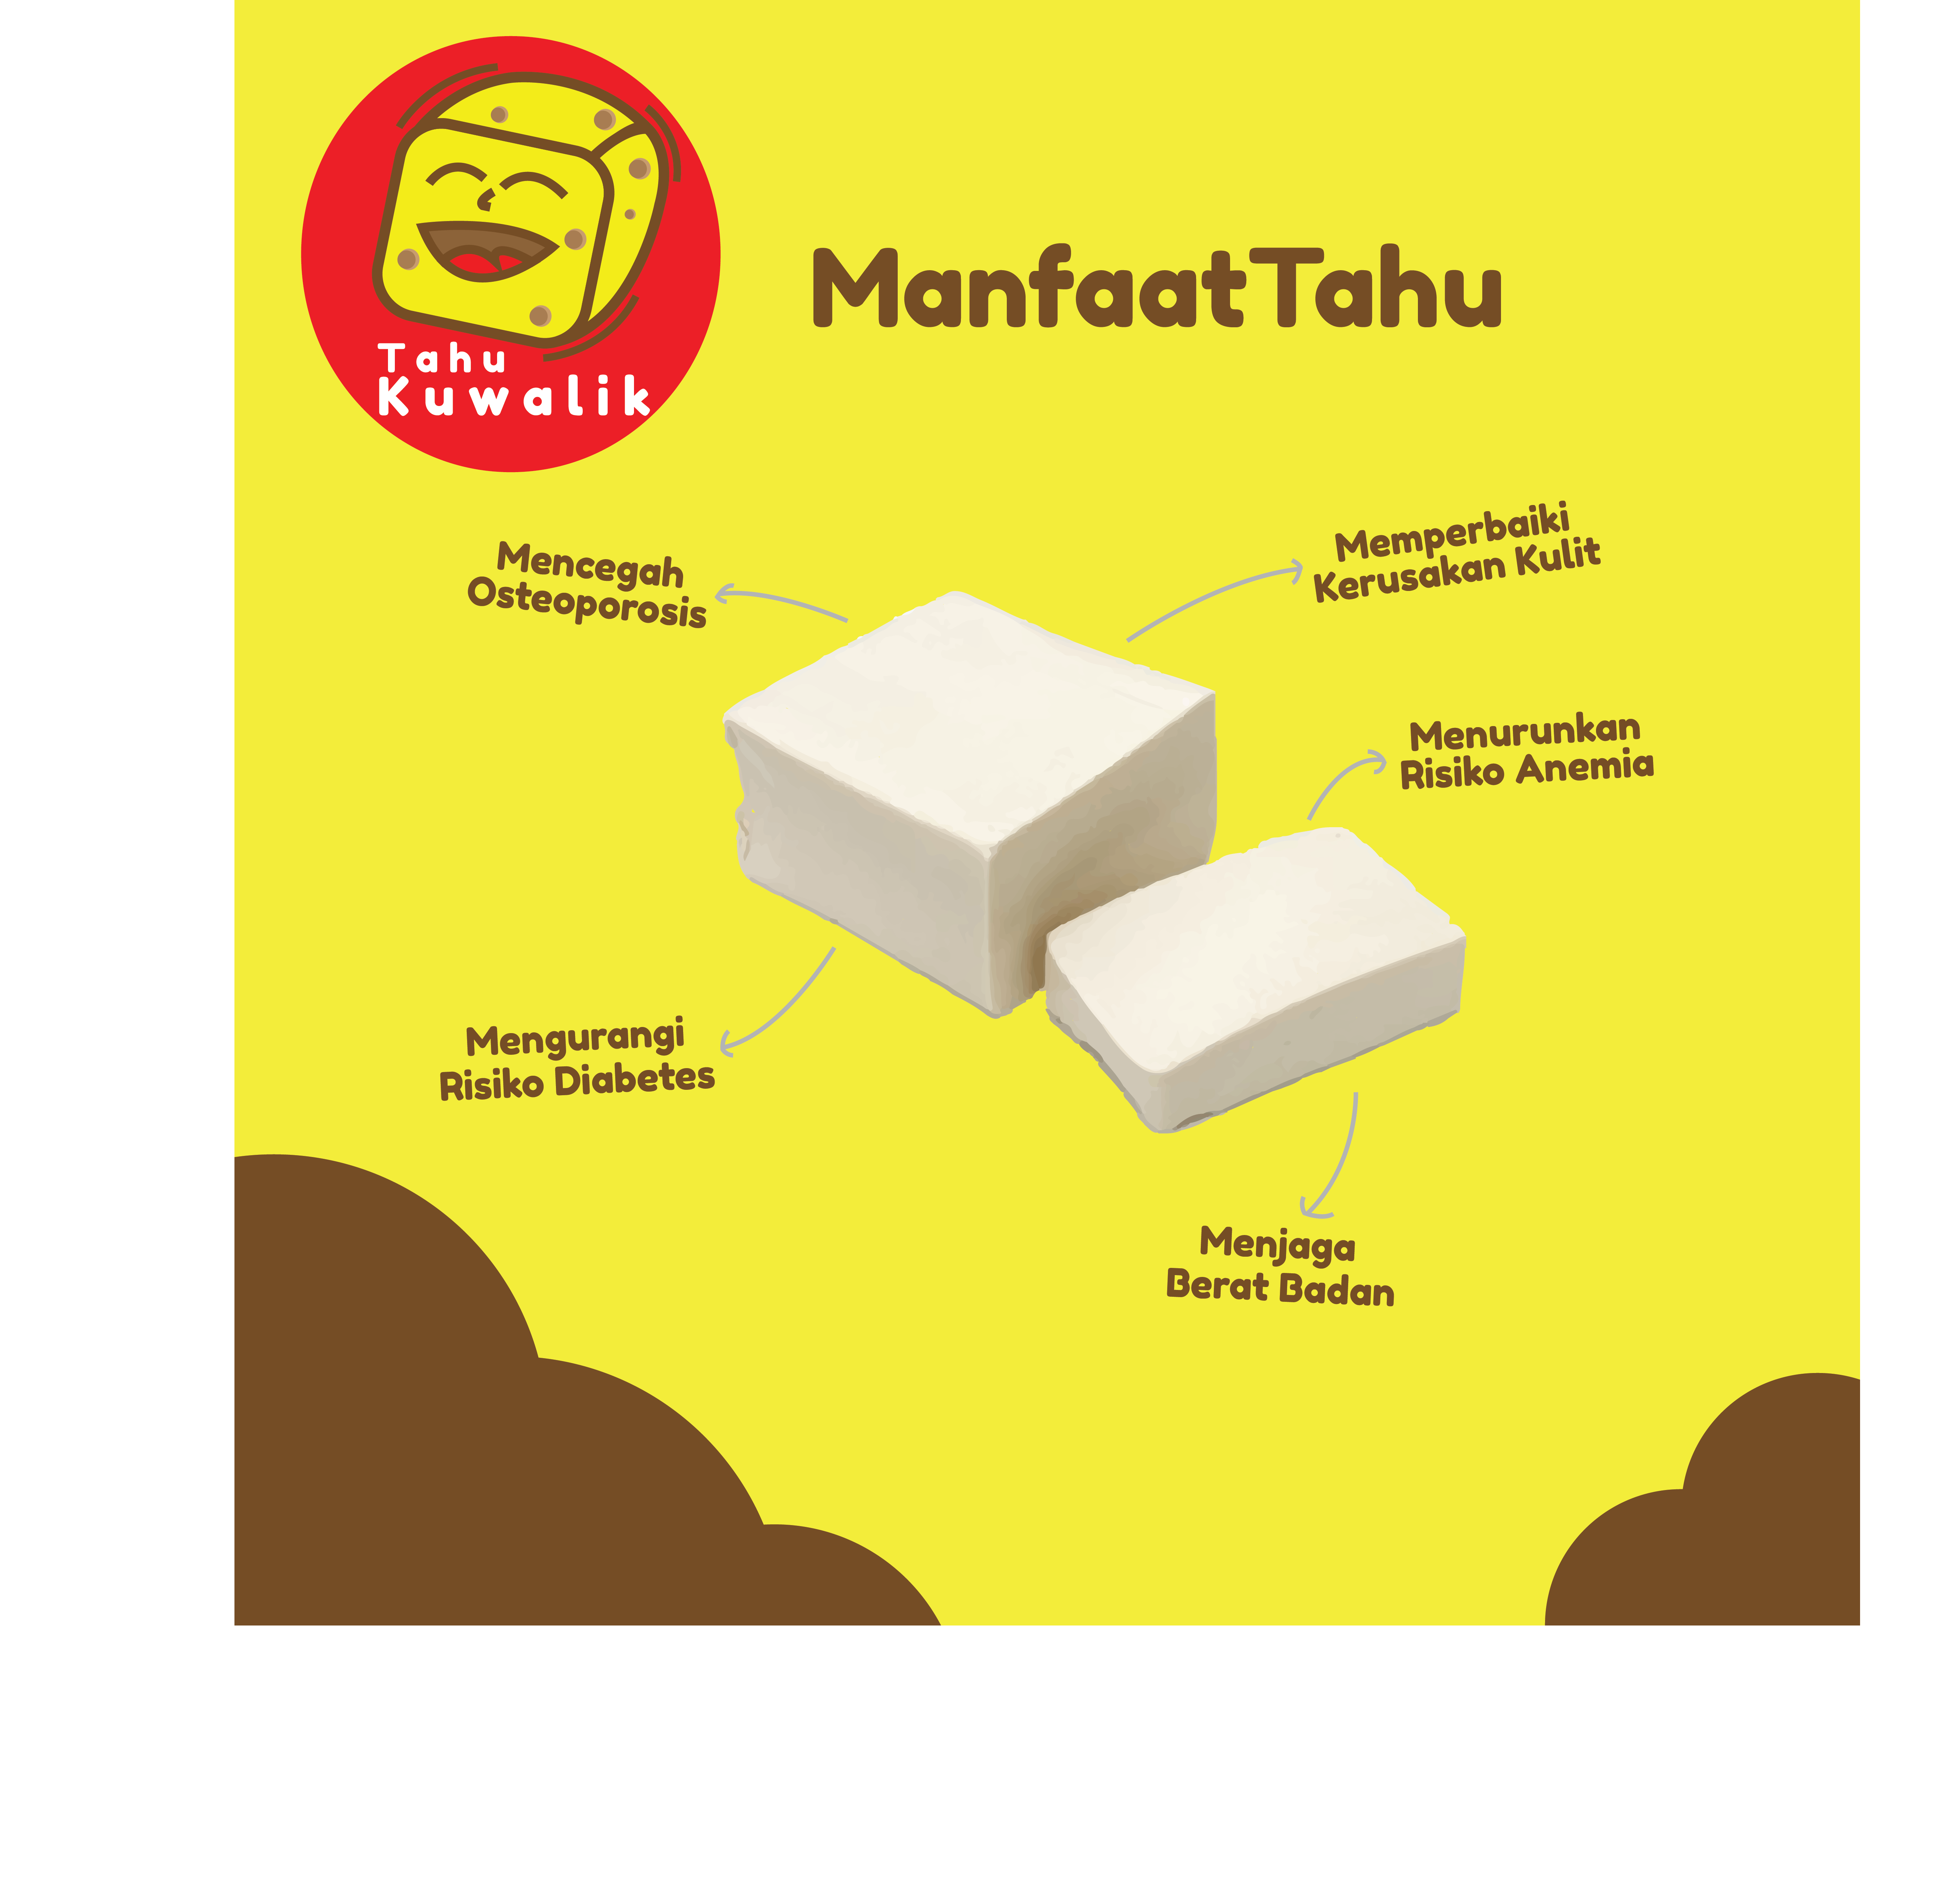 Tahu
Kuwalik
Manfaat Tahu
Mencegah
Osteoporosis
Memperbaiki
Kerusakan Kulit
Menurunkan
Risiko Anemia
Mengurangi
Risiko Diabetes
Menjaga
Berat Badan